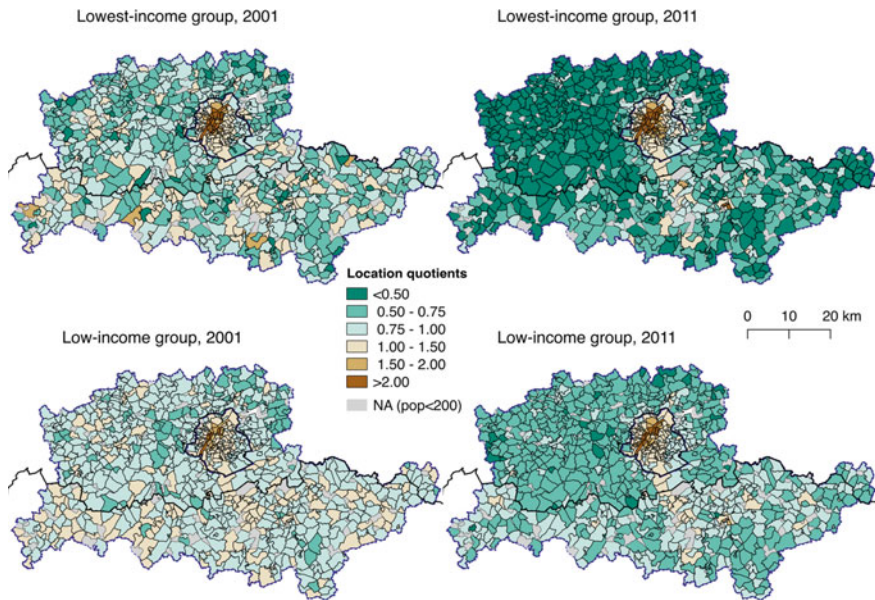 Lowest-income group, 2001
Lowest-income group, 2011
Location quotients
<0.50
0.50 - 0.75
0.75 - 1.00
1.00 - 1.50
1.50 - 2.00
>2.00
NA (pop<200)
0 10 20 km
Low-income group, 2001
Low-income group, 2011